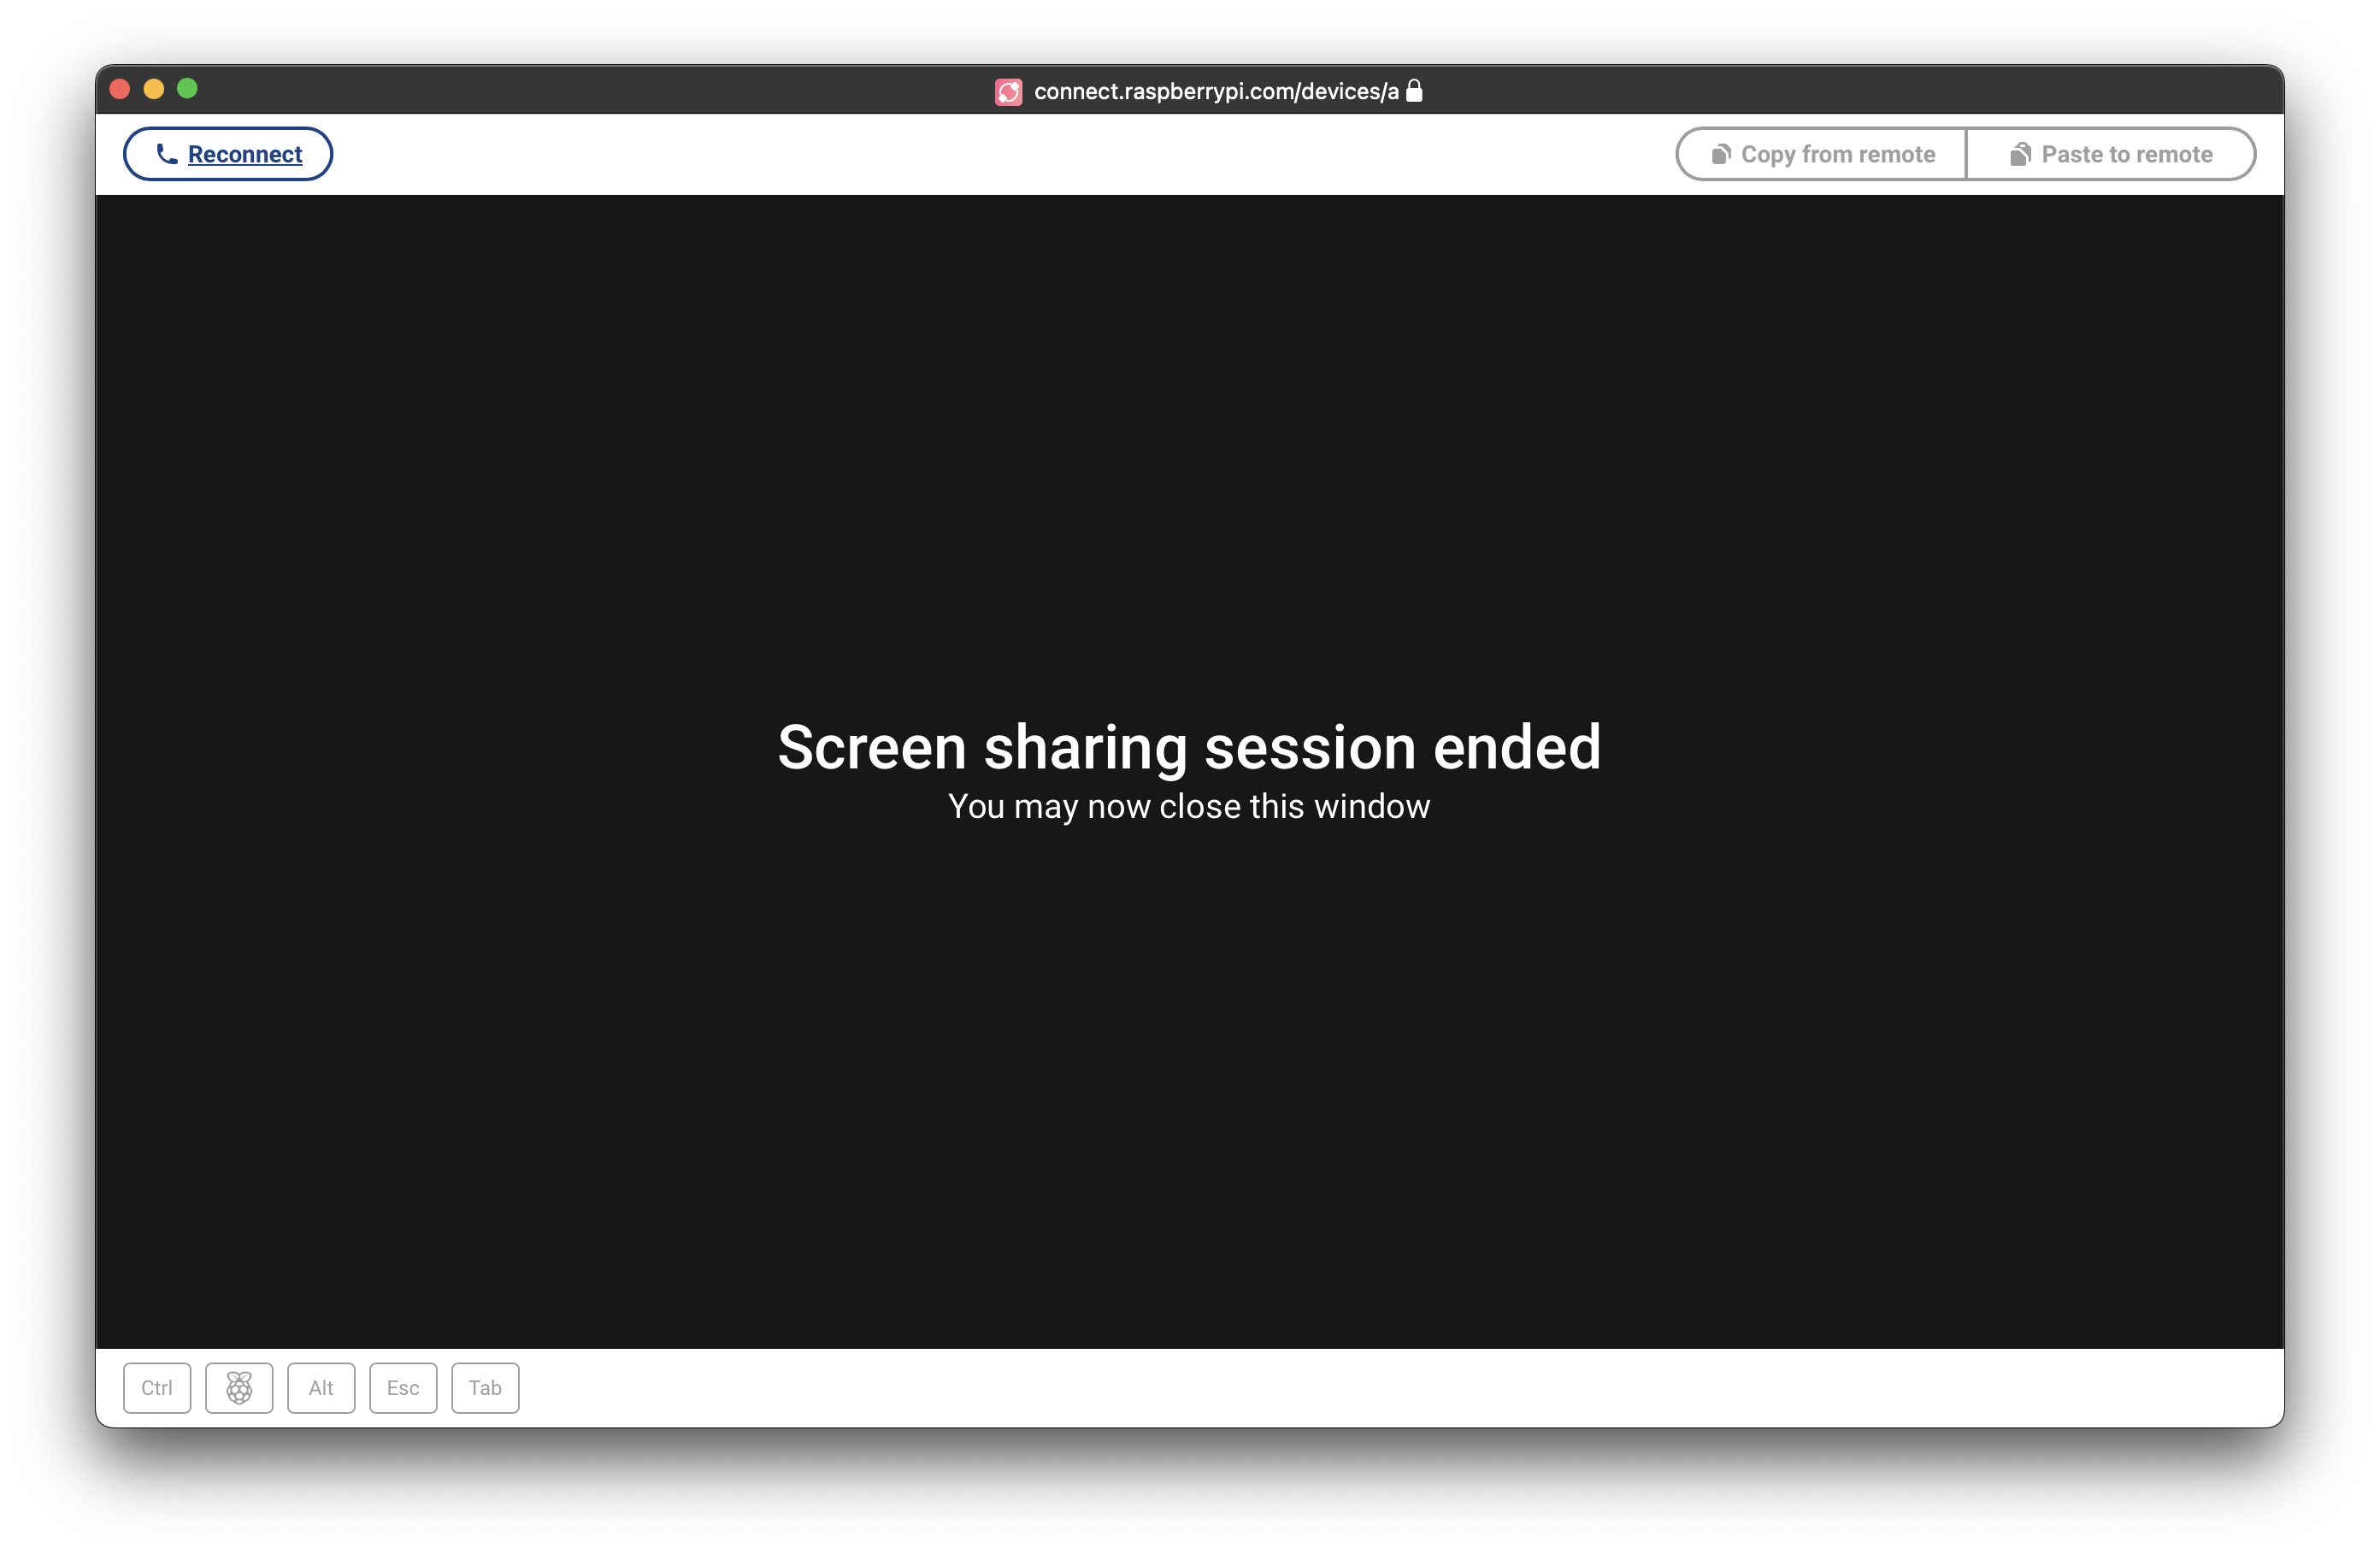 connect.raspberrypi.com/devices/a
Reconnect
Copy from remote
Paste to remote
Screen sharing session ended
You may now close this window
Ctrl
Alt
Esc
Tab